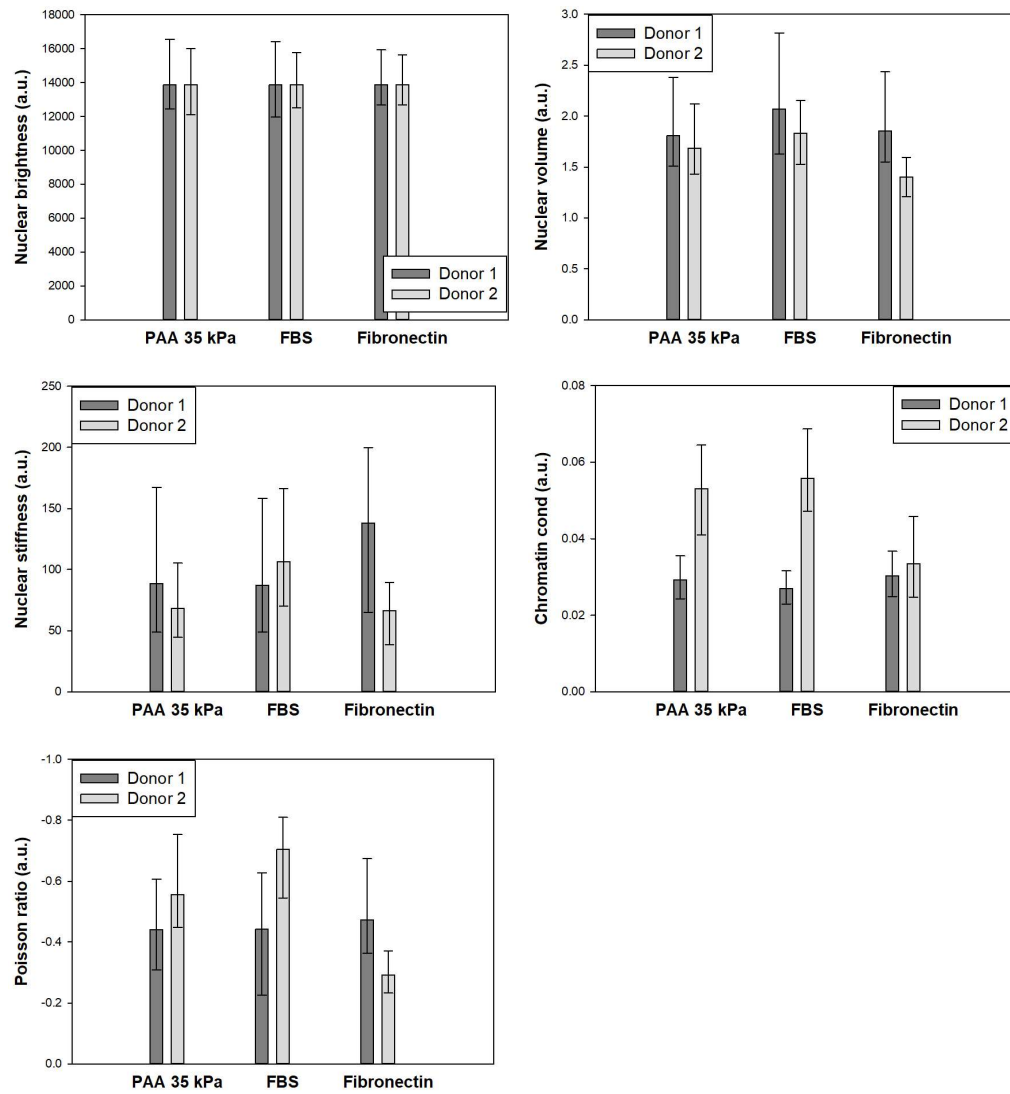 Nuclear brightness (a.u.)
18000
16000
14000
12000
10000
8000
6000
4000
2000
0
Donor 1
Donor 2
PAA 35 kPa FBS Fibronectin
Nuclear volume (a.u.)
3.0
2.5
2.0
1.5
1.0
0.5
0.0
Donor 1
Donor 2
PAA 35 kPa FBS Fibronectin
Nuclear stiffness (a.u.)
250
200
150
100
50
0
Donor 1
Donor 2
PAA 35 kPa FBS Fibronectin
Chromatin cond (a.u.)
0.08
0.06
0.04
0.02
0.00
Donor 1
Donor 2
PAA 35 kPa FBS Fibronectin
Poisson ratio (a.u.)
-1.0
-0.8
-0.6
-0.4
-0.2
0.0
Donor 1
Donor 2
PAA 35 kPa FBS Fibronectin